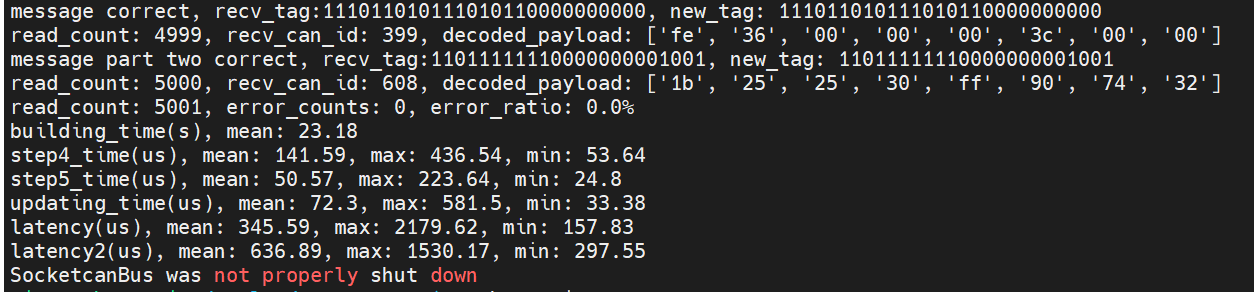 message correct, recv_tag:111011010111010110000000000, new_tag: 111011010111010110000000000
read_count: 4999, recv_can_id: 399, decoded_payload: ['fe', '36', '00', '00', '00', '3c', '00', '00']
message part two correct, recv_tag:11011111110000000001001, new_tag: 11011111110000000001001
read_count: 5000, recv_can_id: 608, decoded_payload: ['1b', '25', '25', '30', 'ff', '90', '74', '32']
read_count: 5001, error_counts: 0, error_ratio: 0.0%
building_time(s), mean: 23.18
step4_time(us), mean: 141.59, max: 436.54, min: 53.64
step5_time(us), mean: 50.57, max: 223.64, min: 24.8
updating_time(us), mean: 72.3, max: 581.5, min: 33.38
latency(us), mean: 345.59, max: 2179.62, min: 157.83
latency2(us), mean: 636.89, max: 1530.17, min: 297.55
SocketcanBus was not properly shut down